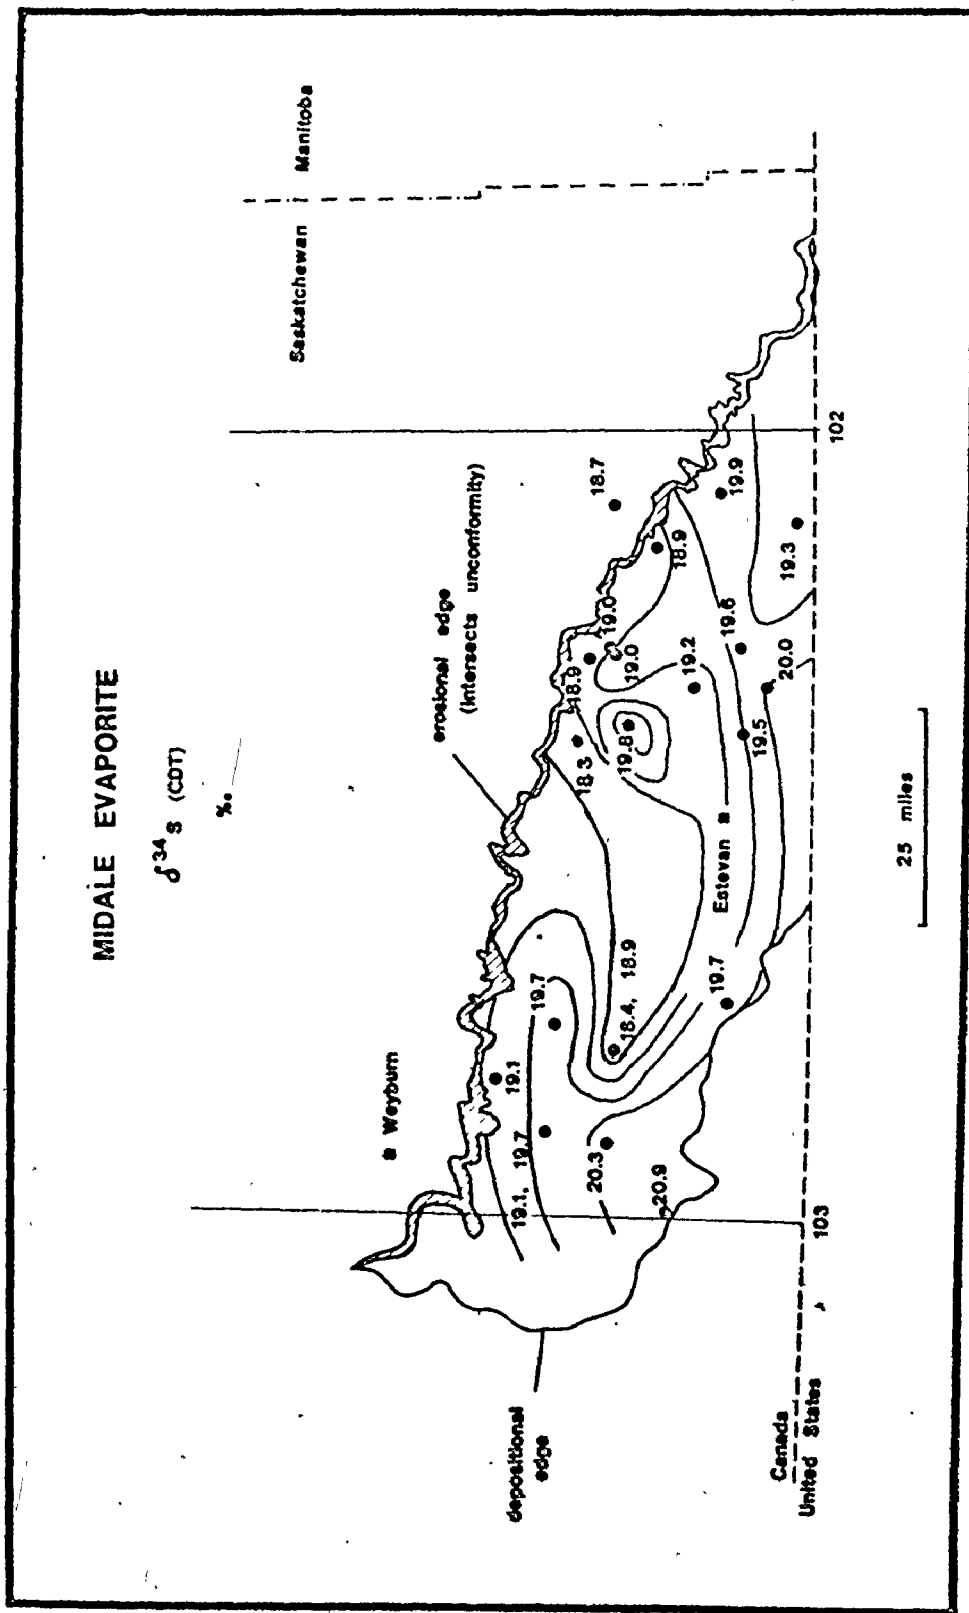 MIDALE EVAPORITE
δ34 S (CDT)
‰
Saskatchewan
Manitoba
erosional edge
(intersects unconformity)
Weyburn
18.7
18.9
19.0
18.9
19.0
18.3
19.8
19.9
19.3
19.6
19.2
20.0
19.5
Estevan
19.7
18.4, 18.9
19.7
19.1
19.1, 19.7
20.3
20.9
depositional
edge
102
103
Canada
United States
25 miles